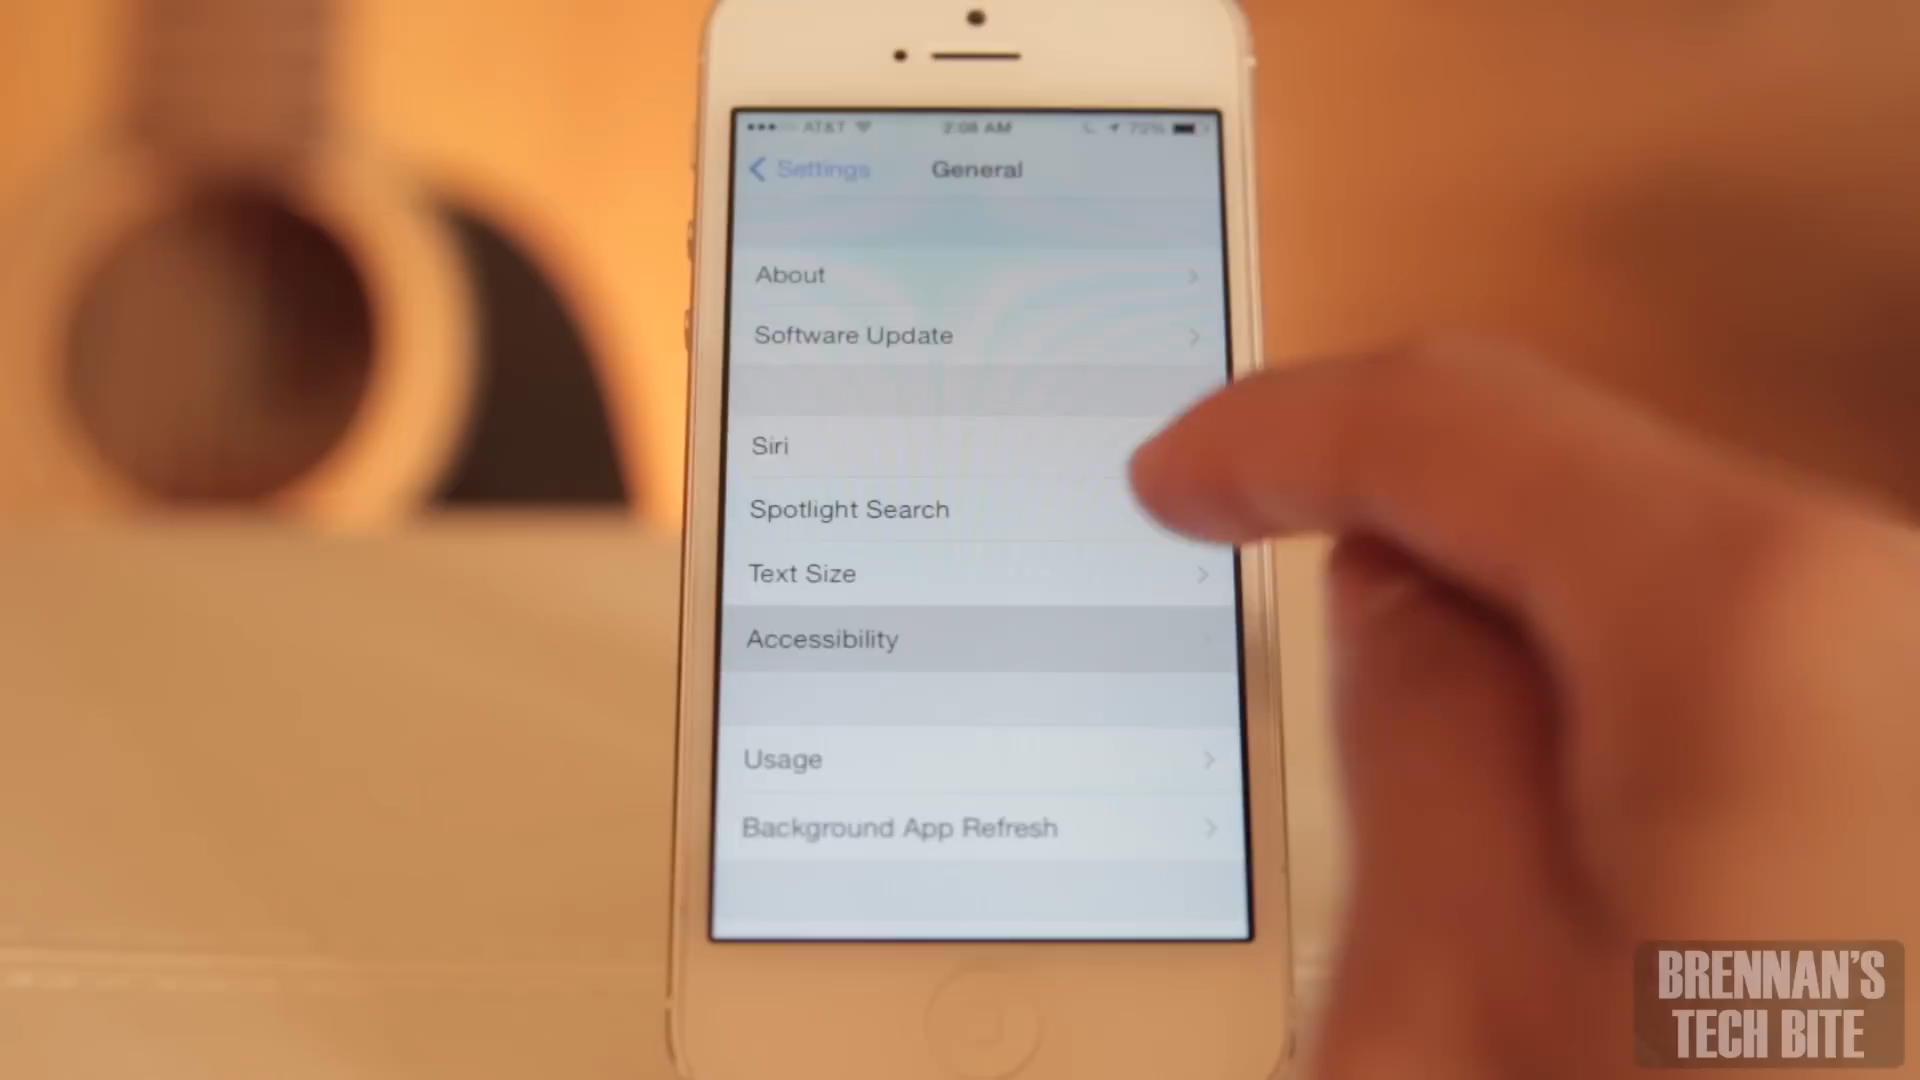 AT&T 2:08 AM 72%
Settings General
About
Software Update
Siri
Spotlight Search
Text Size
Accessibility
Usage
Background App Refresh
BRENNAN'S
TECH BITE